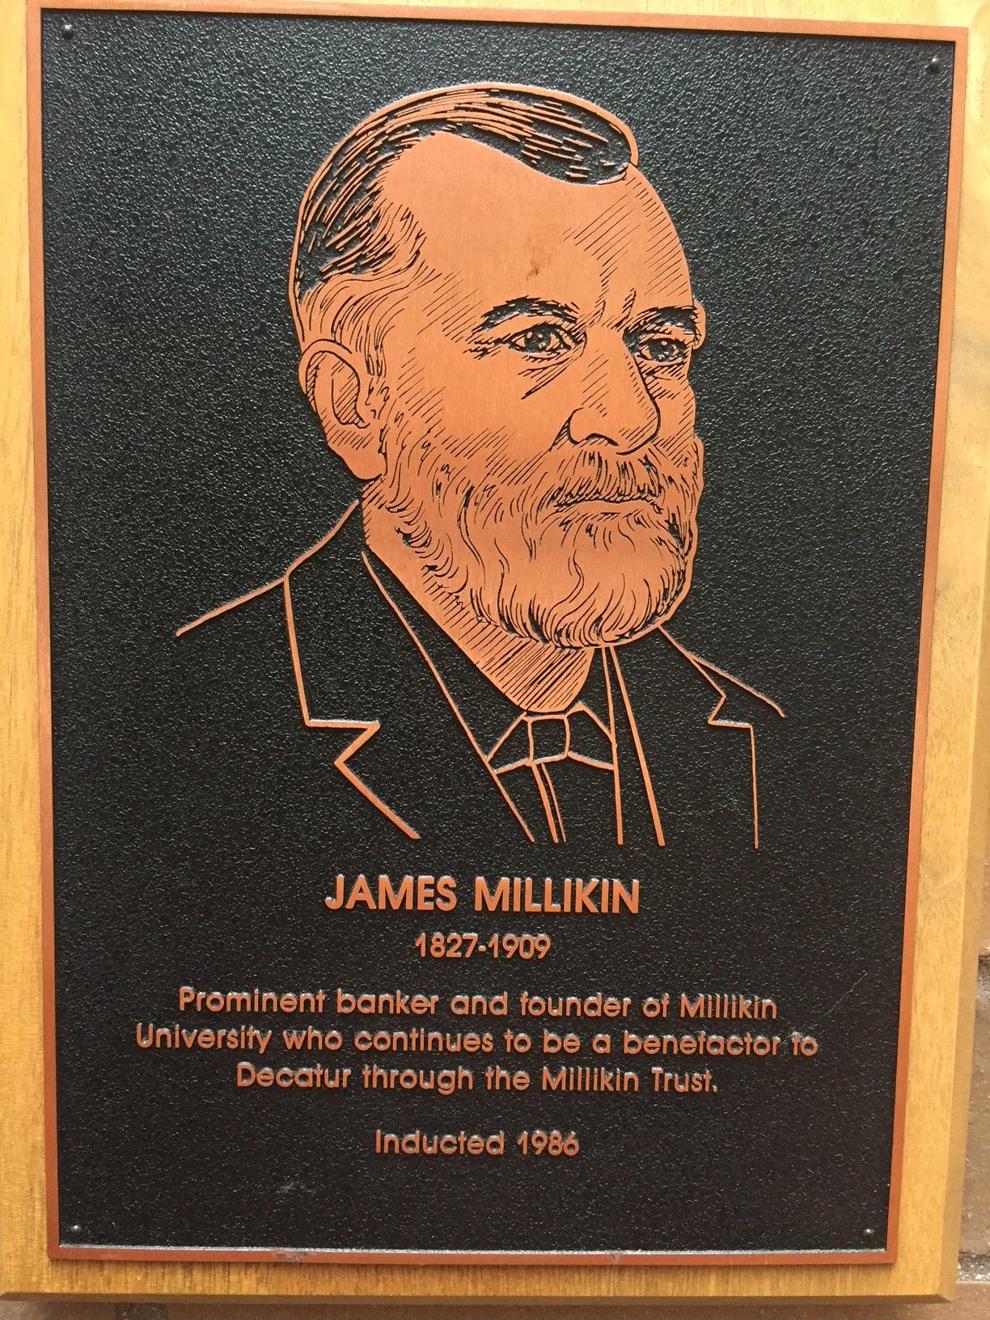 JAMES MILLIKIN
1827-1909
Prominent banker and founder of Millikin
University who continues to be a benefactor to
Decatur through the Millikin Trust.
Inducted 1986